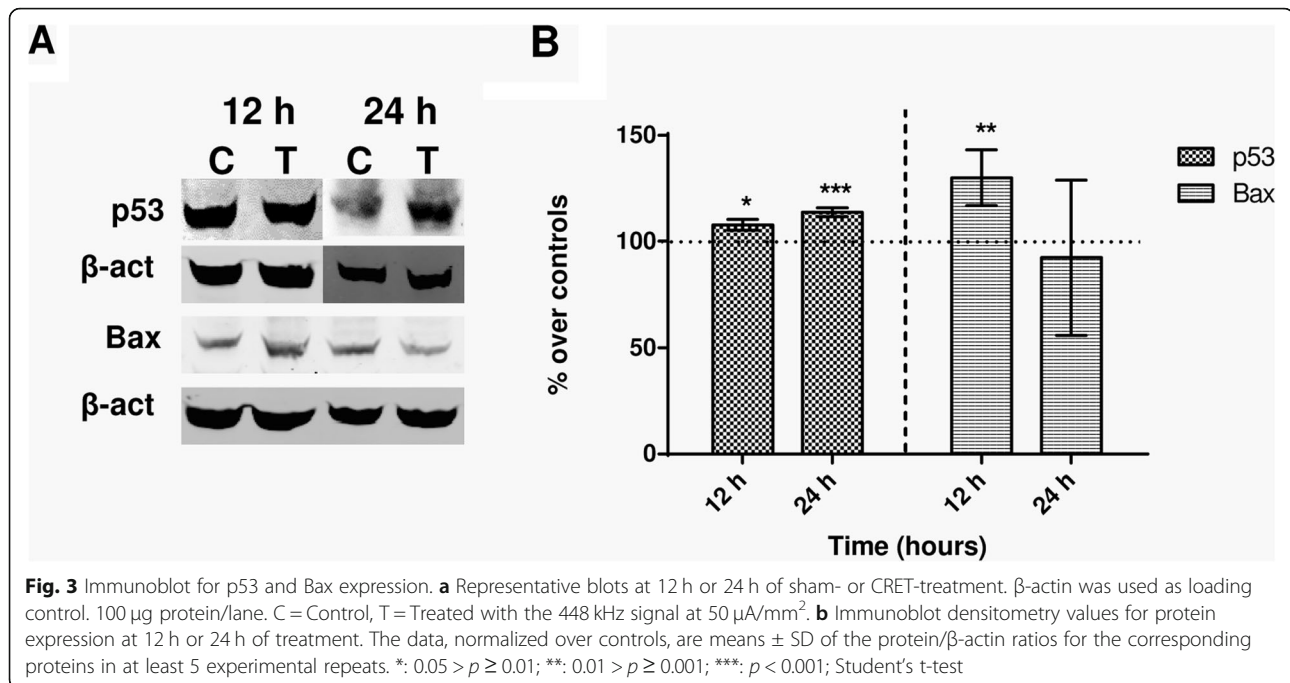 A
B
12 h 24 h
C T C T
p53
β-act
Bax
β-act
% over controls
150
100
50
0
*
***
**
p53
Bax
12 h
24 h
12 h
24 h
Time (hours)
Fig. 3 Immunoblot for p53 and Bax expression. a Representative blots at 12 h or 24 h of sham- or CRET-treatment. β-actin was used as loading
control. 100 μg protein/lane. C = Control, T = Treated with the 448 kHz signal at 50 μA/mm². b Immunoblot densitometry values for protein
expression at 12 h or 24 h of treatment. The data, normalized over controls, are means ± SD of the protein/β-actin ratios for the corresponding
proteins in at least 5 experimental repeats. *: 0.05 > p ≥ 0.01; **: 0.01 > p ≥ 0.001; ***: p < 0.001; Student's t-test